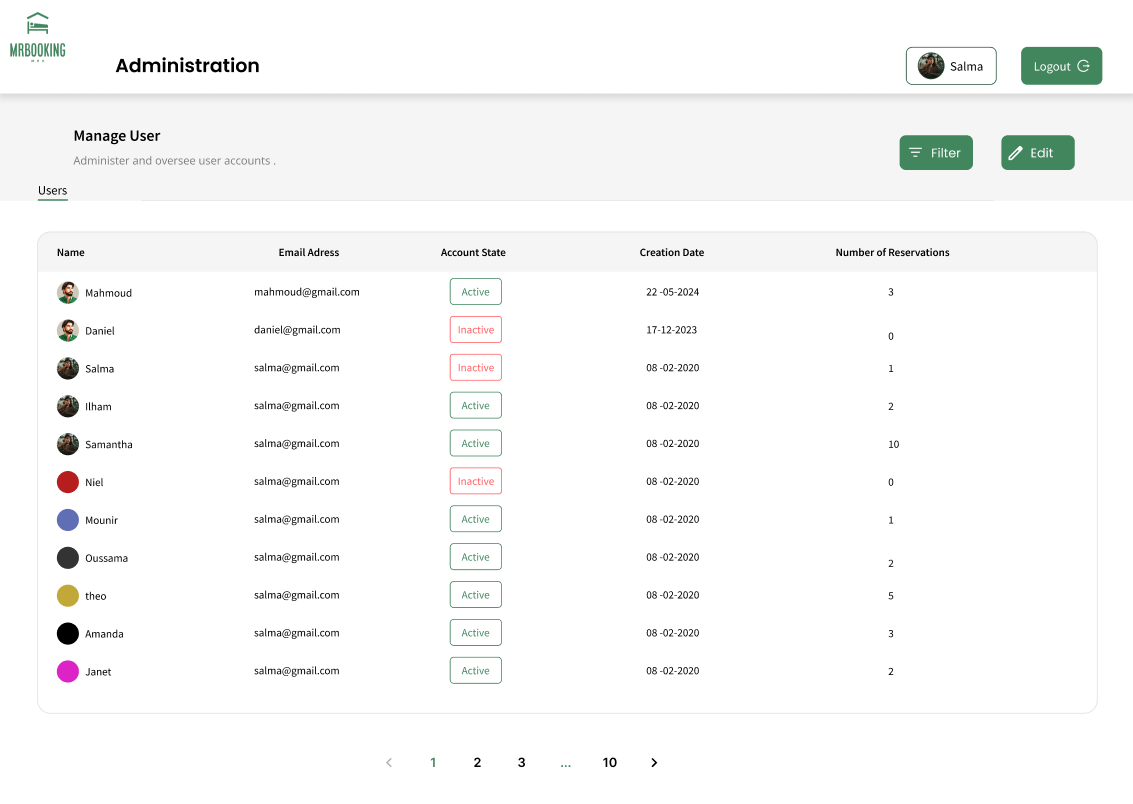 MRBOOKING
Administration
Salma
Logout
Manage User
Administer and oversee user accounts .
Filter
Edit
Users
Name Email Adress Account State Creation Date Number of Reservations
Mahmoud mahmoud@gmail.com Active 22 -05-2024 3
Daniel daniel@gmail.com Inactive 17-12-2023 0
Salma salma@gmail.com Inactive 08 -02-2020 1
Ilham salma@gmail.com Active 08 -02-2020 2
Samantha salma@gmail.com Active 08 -02-2020 10
Niel salma@gmail.com Inactive 08 -02-2020 0
Mounir salma@gmail.com Active 08 -02-2020 1
Oussama salma@gmail.com Active 08 -02-2020 2
theo salma@gmail.com Active 08 -02-2020 5
Amanda salma@gmail.com Active 08 -02-2020 3
Janet salma@gmail.com Active 08 -02-2020 2
1 2 3 ... 10